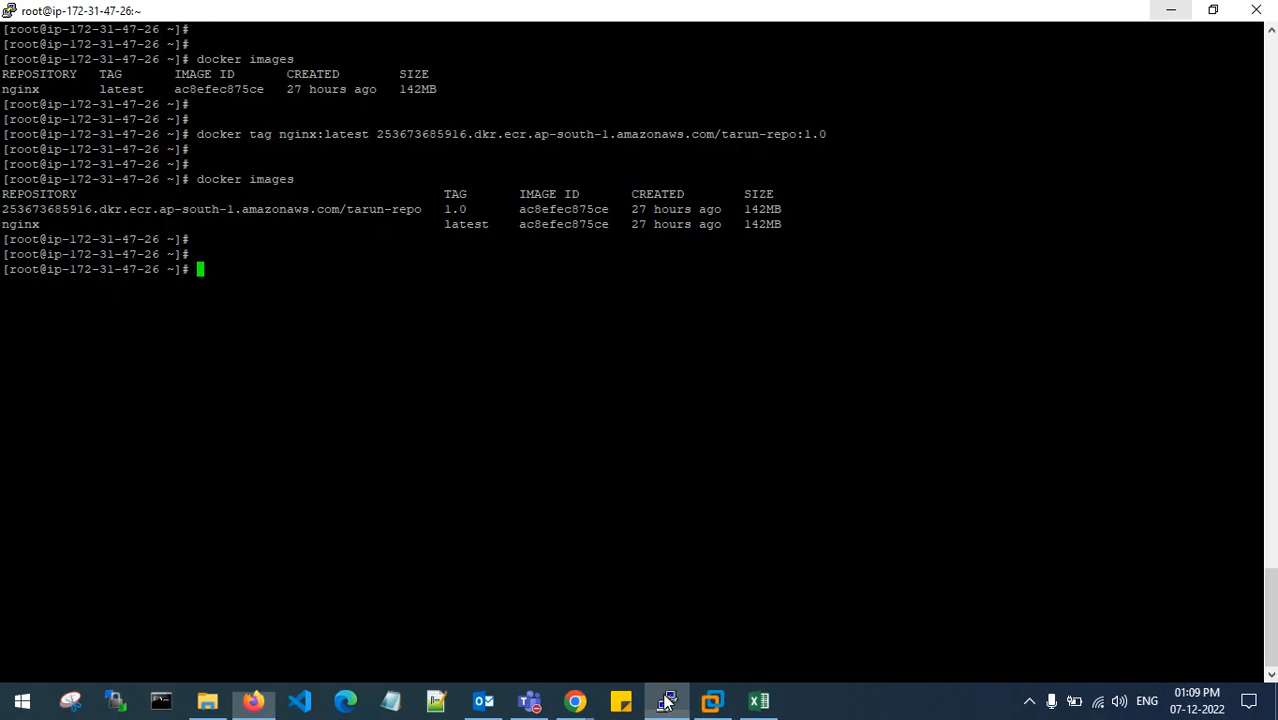 root@ip-172-31-47-26:~
[root@ip-172-31-47-26 ~]#
[root@ip-172-31-47-26 ~]#
[root@ip-172-31-47-26 ~]# docker images
REPOSITORY TAG IMAGE ID CREATED SIZE
nginx latest ac8efec875ce 27 hours ago 142MB
[root@ip-172-31-47-26 ~]#
[root@ip-172-31-47-26 ~]#
[root@ip-172-31-47-26 ~]# docker tag nginx:latest 253673685916.dkr.ecr.ap-south-1.amazonaws.com/tarun-repo:1.0
[root@ip-172-31-47-26 ~]#
[root@ip-172-31-47-26 ~]#
[root@ip-172-31-47-26 ~]# docker images
REPOSITORY TAG IMAGE ID CREATED SIZE
253673685916.dkr.ecr.ap-south-1.amazonaws.com/tarun-repo 1.0 ac8efec875ce 27 hours ago 142MB
nginx latest ac8efec875ce 27 hours ago 142MB
[root@ip-172-31-47-26 ~]#
[root@ip-172-31-47-26 ~]#
[root@ip-172-31-47-26 ~]#
ENG
01:09 PM
07-12-2022